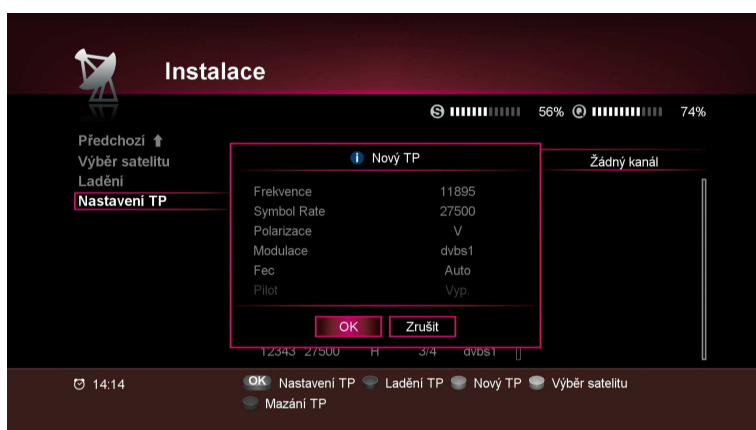 Instalace
S 56% Q 74%
Předchozí
Výběr satelitu
Ladění
Nastavení TP
Nový TP
Žádný kanál
Frekvence 11895
Symbol Rate 27500
Polarizace V
Modulace dvbs1
Fec Auto
Pilot Vyp.
OK Zrušit
12343 27500 H 3/4 dvbs1
14:14
OK Nastavení TP Ladění TP Nový TP Výběr satelitu
Mazání TP